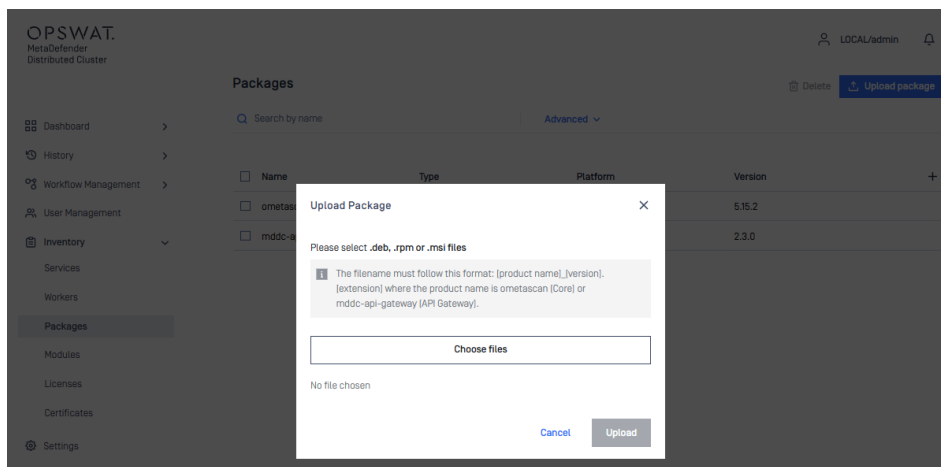 OPSWAT.
MetaDefender
Distributed Cluster
LOCAL/admin
Packages
Delete
Upload package
Search by name
Advanced
Dashboard
History
Workflow Management
User Management
Inventory
Services
Workers
Packages
Modules
Licenses
Certificates
Settings
Name Type Platform Version
ometas
5.15.2
mddc-a
2.3.0
Upload Package
Please select .deb, .rpm or .msi files
The filename must follow this format: [product name]_[version].
[extension] where the product name is ometascan (Core) or
mddc-api-gateway (API Gateway).
Choose files
No file chosen
Cancel
Upload